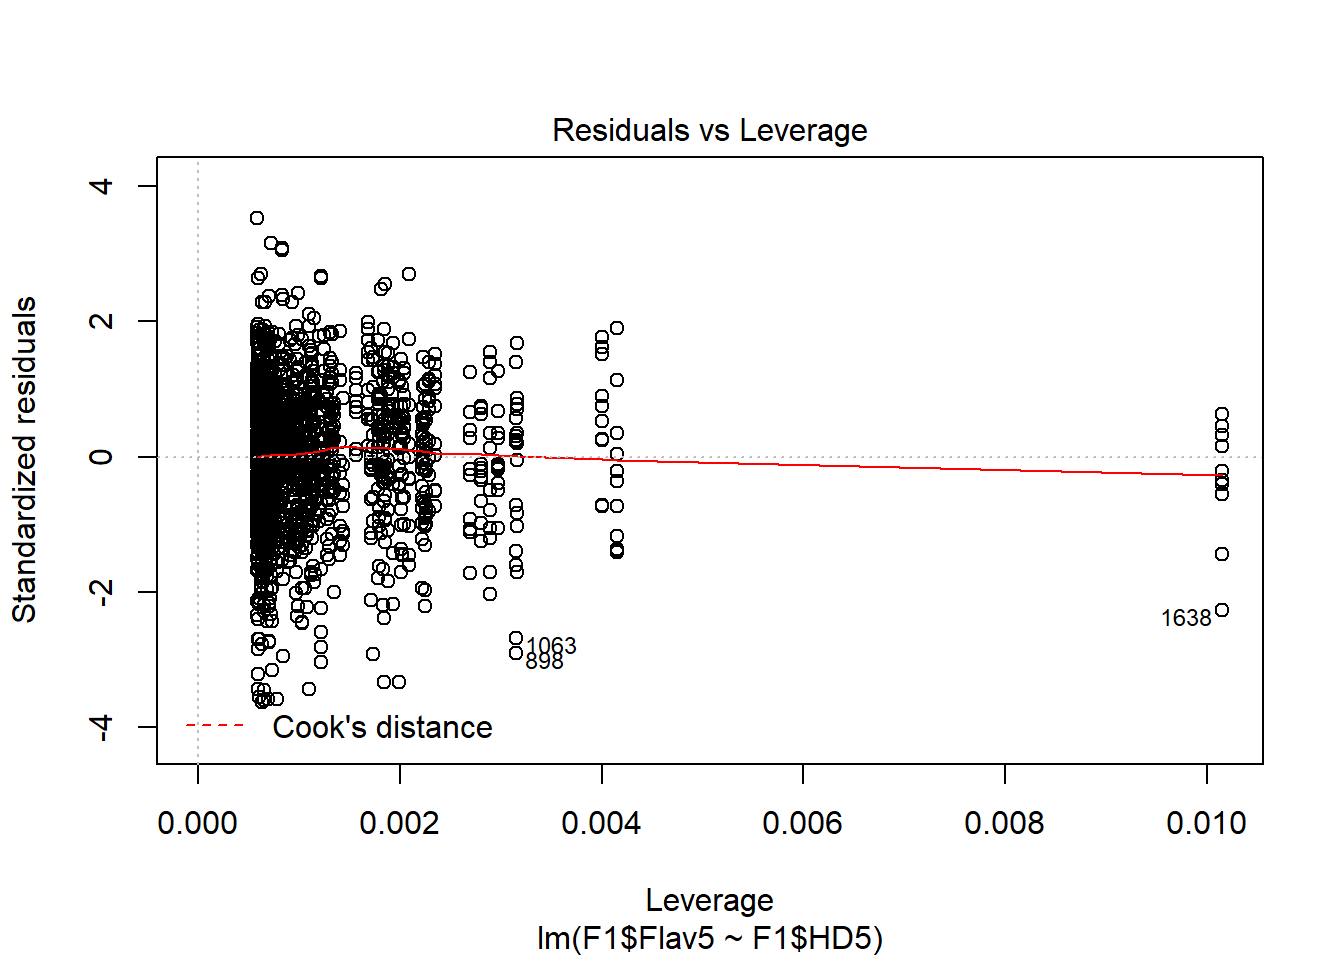 Residuals vs Leverage
Standardized residuals
4
2
0
-2
-4
1638
1063
898
Cook's distance
0.000 0.002 0.004 0.006 0.008 0.010
Leverage
lm(F1$Flav5 ~ F1$HD5)